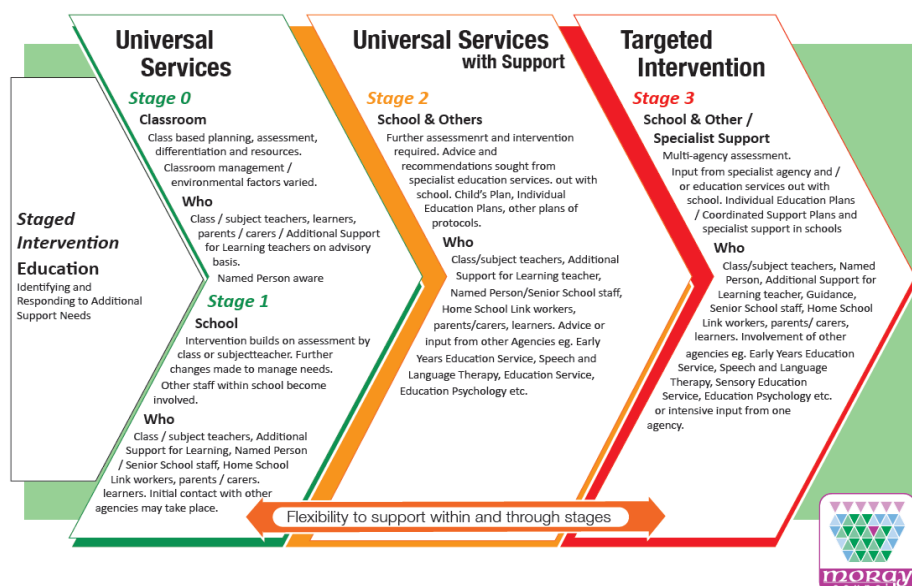 Staged
Intervention
Education
Identifying and
Responding to Additional
Support Needs
Universal
Services
Stage 0
Classroom
Class based planning, assessment,
differentiation and resources.
Classroom management /
environmental factors varied.
Who
Class / subject teachers, learners,
parents / carers / Additional Support
for Learning teachers on advisory
basis.
Named Person aware
Stage 1
School
Intervention builds on assessment by
class or subjectteacher. Further
changes made to manage needs.
Other staff within school become
involved.
Who
Class / subject teachers, Additional
Support for Learning, Named Person
/ Senior School staff, Home School
Link workers, parents / carers.
learners. Initial contact with other
agencies may take place.
Universal Services
with Support
Stage 2
School & Others
Further assessmenrt and intervention
required. Advice and
recommendations sought from
specialist education services. out with
school. Child's Plan, Individual
Education Plans, other plans of
protocols.
Who
Class/subject teachers, Additional
Support for Learning teacher,
Named Person/Senior School staff,
Home School Link workers,
parents/carers, learners. Advice or
input from other Agencies eg. Early
Years Education Service, Speech and
Language Therapy, Education Service,
Education Psychology etc.
Targeted
Intervention
Stage 3
School & Other /
Specialist Support
Multi-agency assessment.
Input from specialist agency and /
or education services out with
school. Individual Education Plans
/ Coordinated Support Plans and
specialist support in schools
Who
Class/subject teachers, Named
Person, Additional Support for
Learning teacher, Guidance,
Senior School staff, Home School
Link workers, parents/ carers,
learners. Involvement of other
agencies eg. Early Years Education
Service, Speech and Language
Therapy, Sensory Education
Service, Education Psychology etc.
or intensive input from one
agency.
Flexibility to support within and through stages
moray